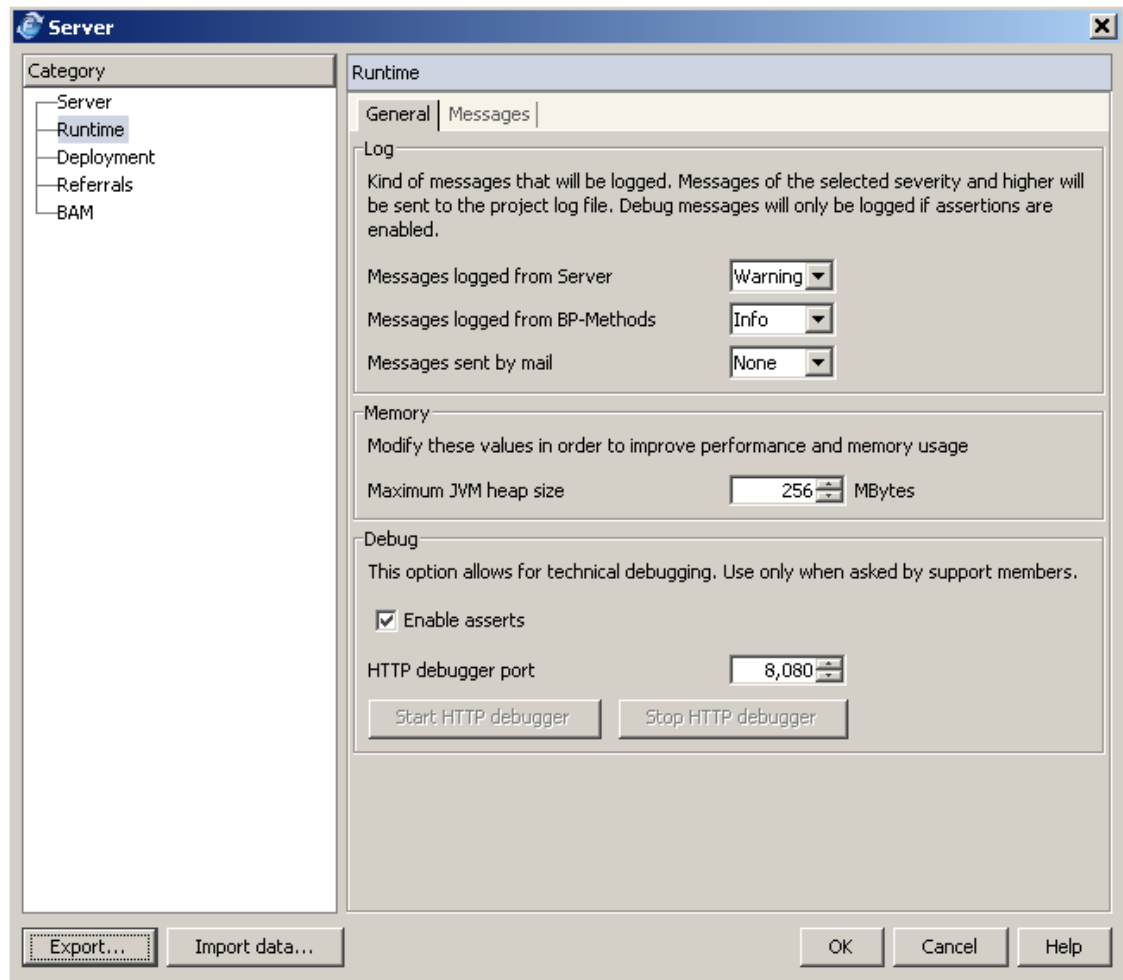 Server
Category
Server
Runtime
Deployment
Referrals
BAM
Runtime
General Messages
Log
Kind of messages that will be logged. Messages of the selected severity and higher will
be sent to the project log file. Debug messages will only be logged if assertions are
enabled.
Messages logged from Server Warning
Messages logged from BP-Methods Info
Messages sent by mail None
Memory
Modify these values in order to improve performance and memory usage
Maximum JVM heap size 256 MBytes
Debug
This option allows for technical debugging. Use only when asked by support members.
Enable asserts
HTTP debugger port 8,080
Start HTTP debugger Stop HTTP debugger
Export... Import data... OK Cancel Help